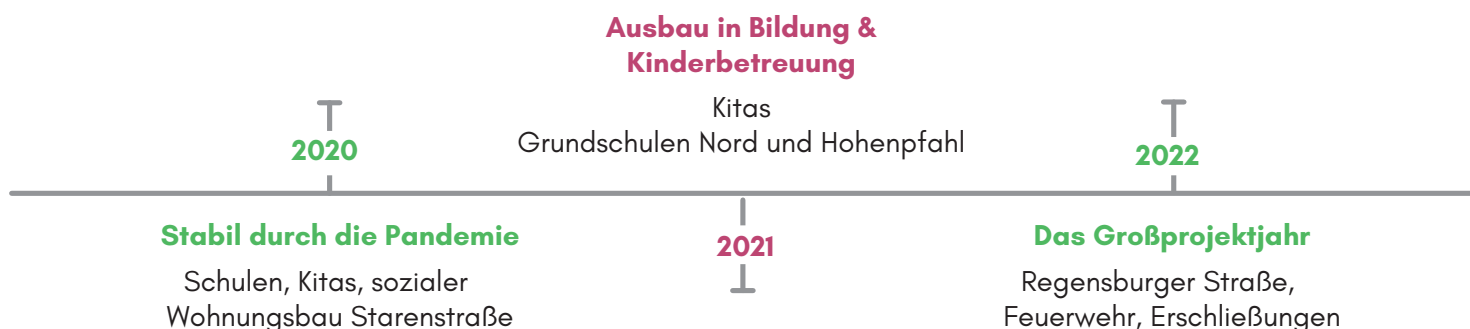 Ausbau in Bildung &
Kinderbetreuung
Kitas
Grundschulen Nord und Hohenpfahl
2020
2022
Stabil durch die Pandemie
Schulen, Kitas, sozialer
Wohnungsbau Starenstraße
2021
Das Großprojektjahr
Regensburger Straße,
Feuerwehr, Erschließungen